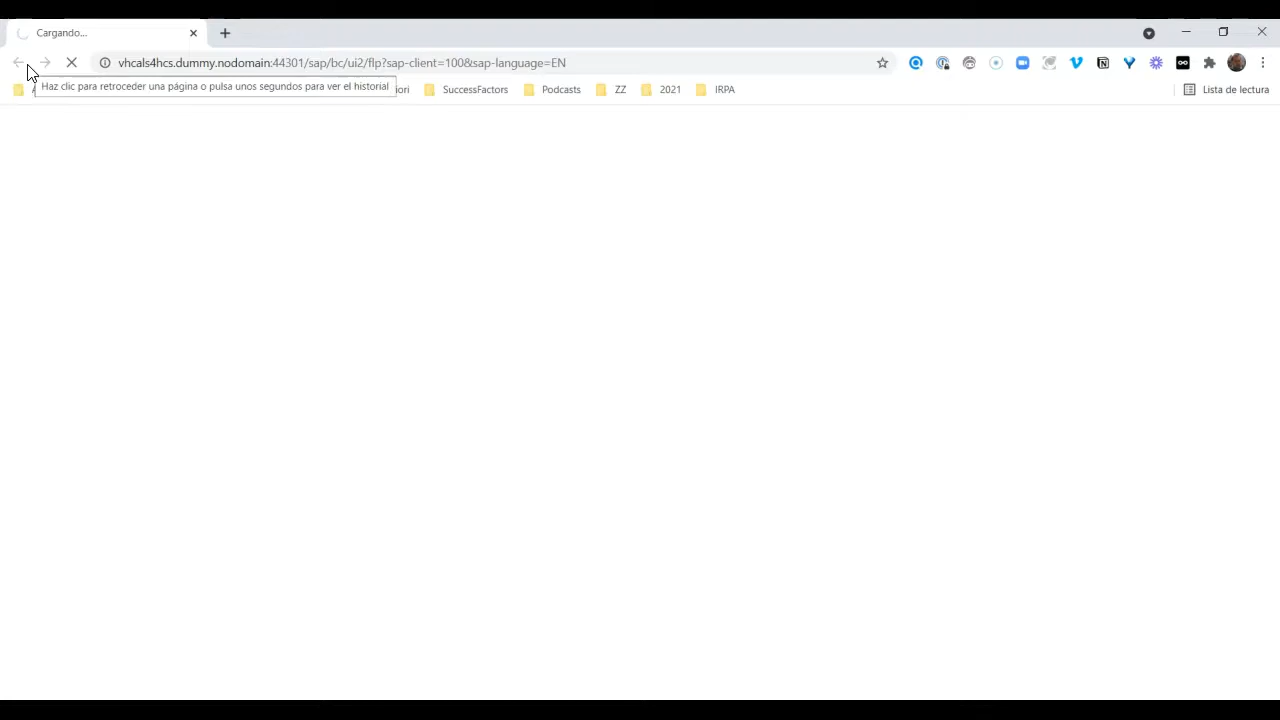 Cargando...
vhcals4hcs.dummy.nodomain:44301/sap/bc/ui2/flp?sap-client=100&sap-language=EN
Haz clic para retroceder una página o pulsa unos segundos para ver el historial
SuccessFactors
Podcasts
ZZ
2021
IRPA
Lista de lectura